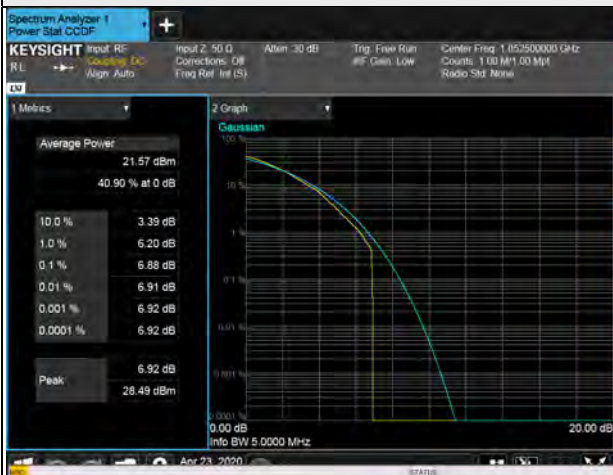 Spectrum Analyzer 1
Power Stat CCDF
KEYSIGHT
Input: RF
Input Z: 50 Ω
Atten: 30 dB
Trig: Free Run
Center Freq: 1.852500000 GHz
RL
Coupling: DC
Corrections: Off
#IF Gain: Low
Counts: 1.00 M/1.00 Mpt
Align: Auto
Freq Ref: Int (S)
Radio Std: None
1 Metrics
2 Graph
Average Power
21.57 dBm
40.90 % at 0 dB
10.0 % 3.39 dB
1.0 % 6.20 dB
0.1 % 6.88 dB
0.01 % 6.91 dB
0.001 % 6.92 dB
0.0001 % 6.92 dB
Peak
6.92 dB
28.49 dBm
Gaussian
100 %
10 %
1 %
0.1 %
0.01 %
0.001 %
0.0001 %
0.00 dB
20.00 dB
Info BW 5.0000 MHz
Apr 23, 2020
MSG
STATUS